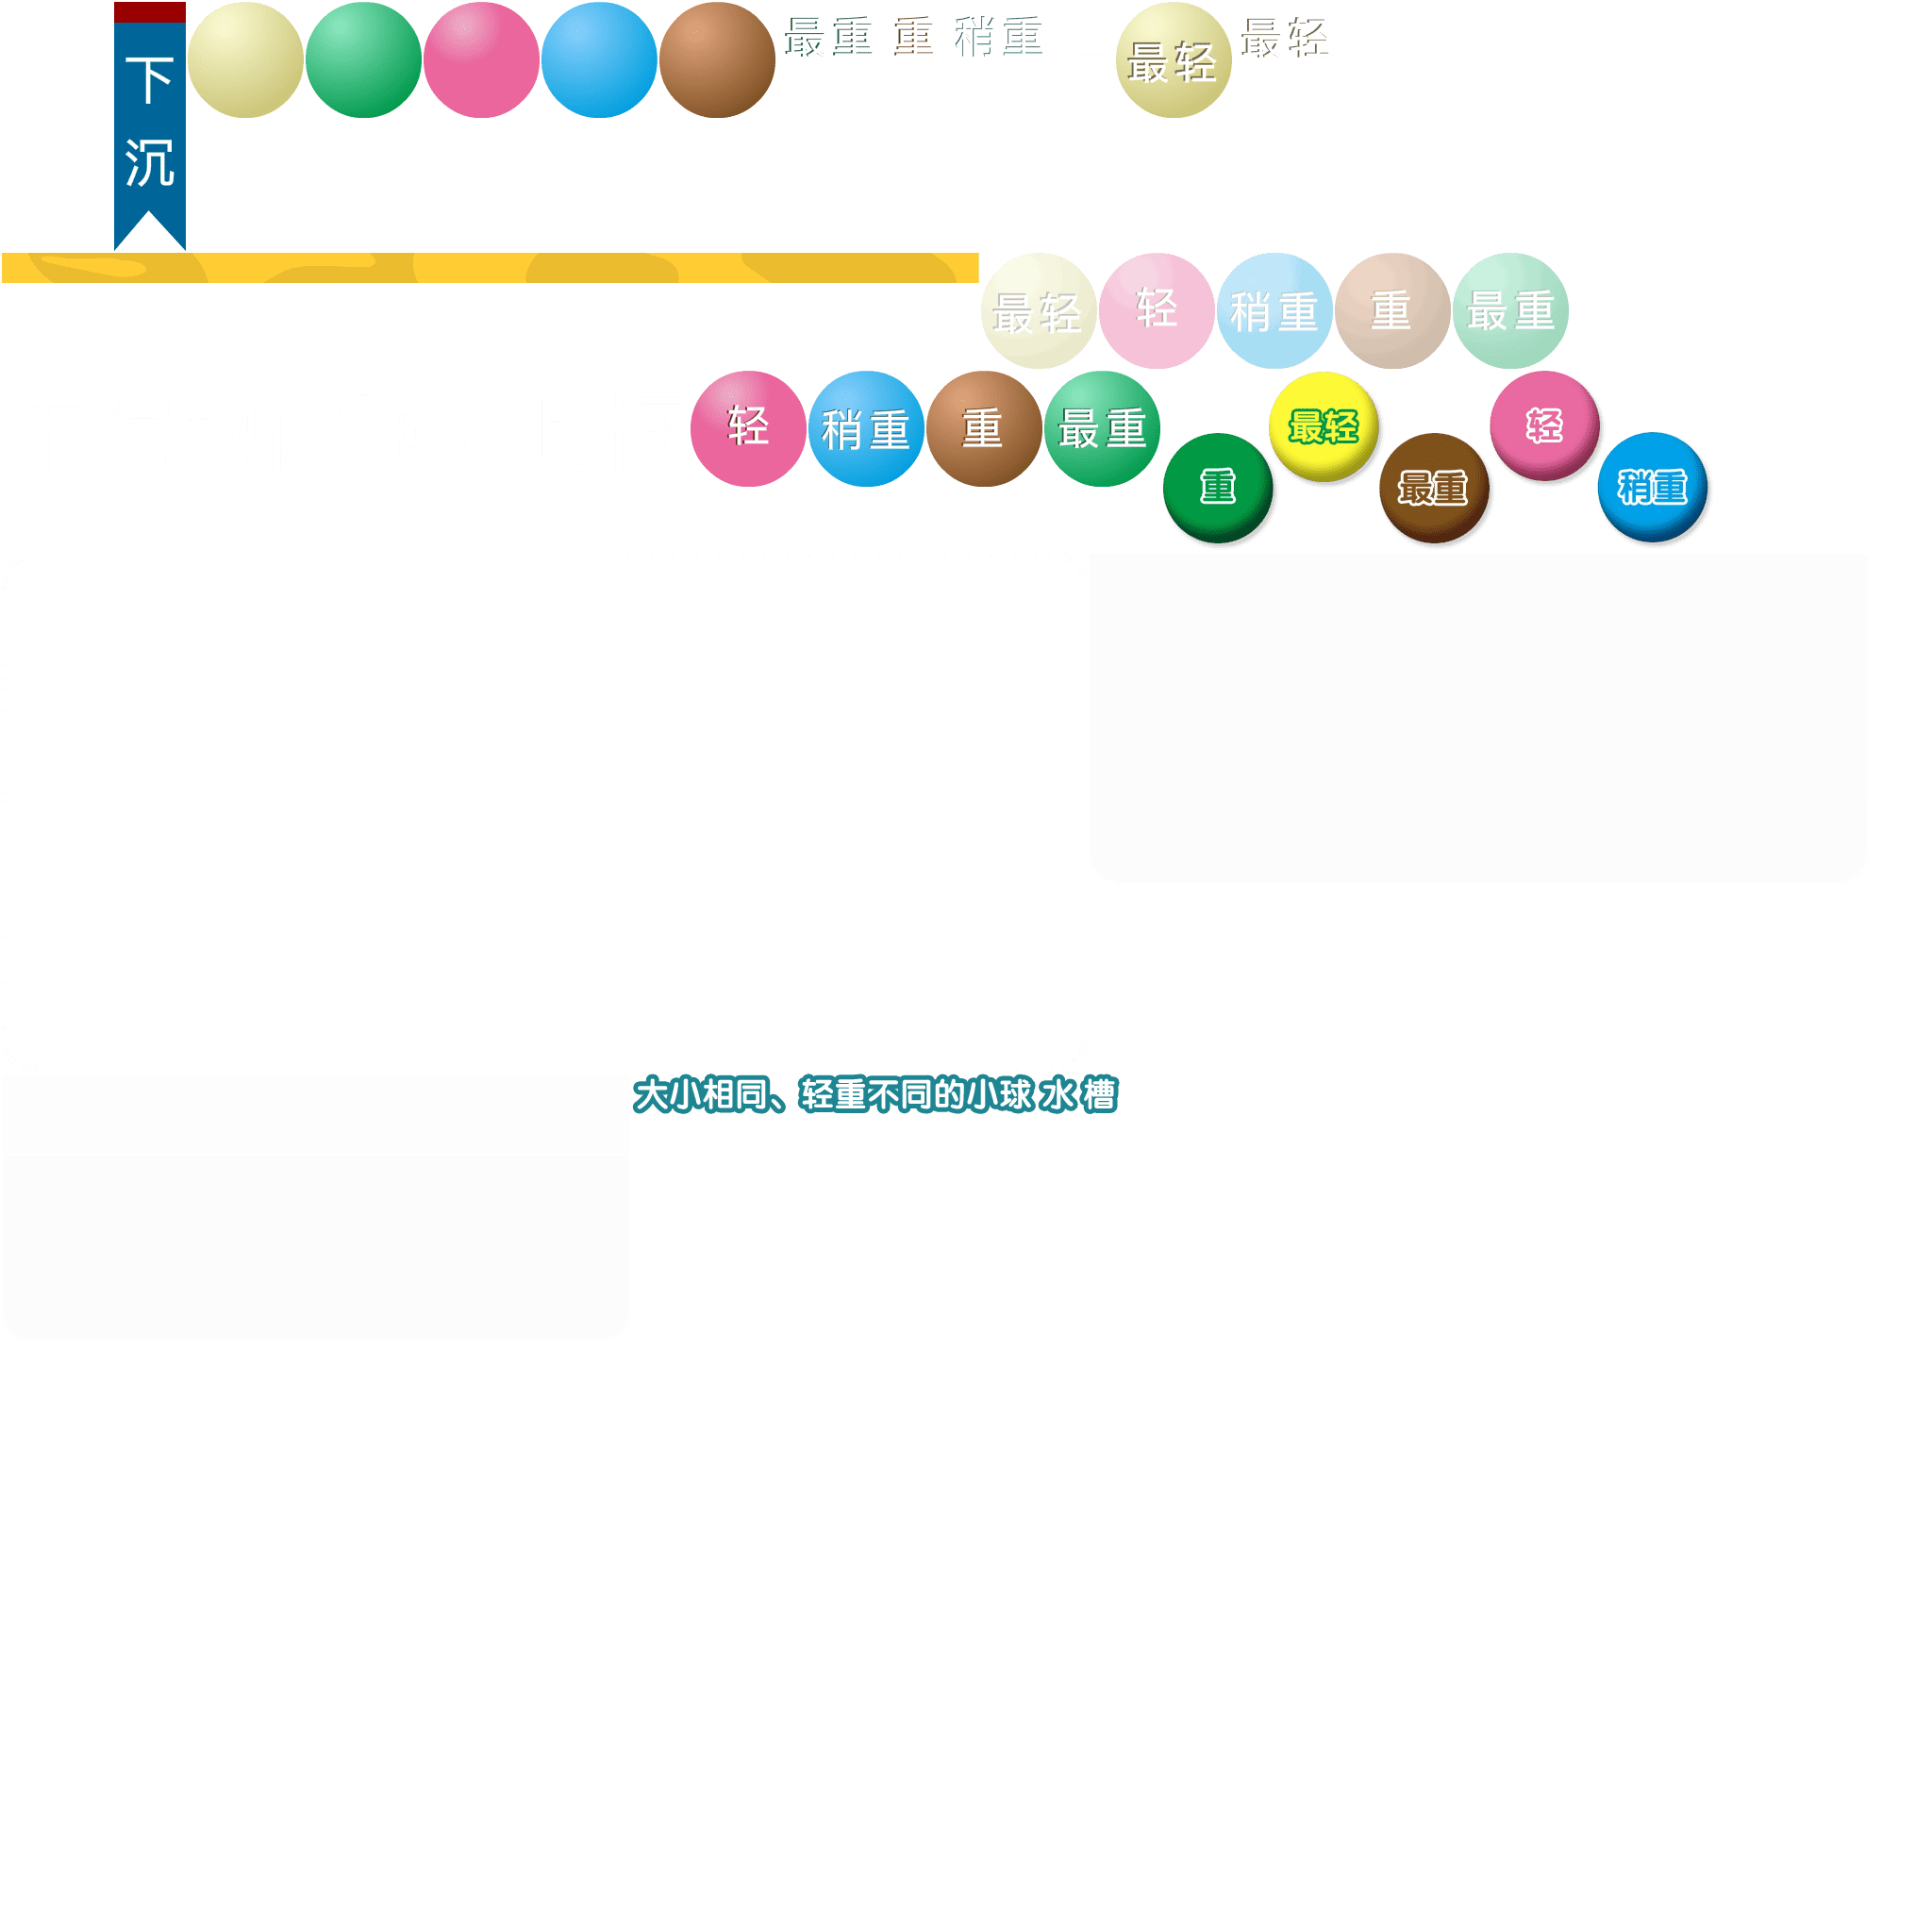 下沉
最重 重 稍重
最轻
最轻
最轻 轻 稍重 重 最重
轻 稍重 重 最重
最轻 轻
重 最重 稍重
大小相同、轻重不同的小球 水槽